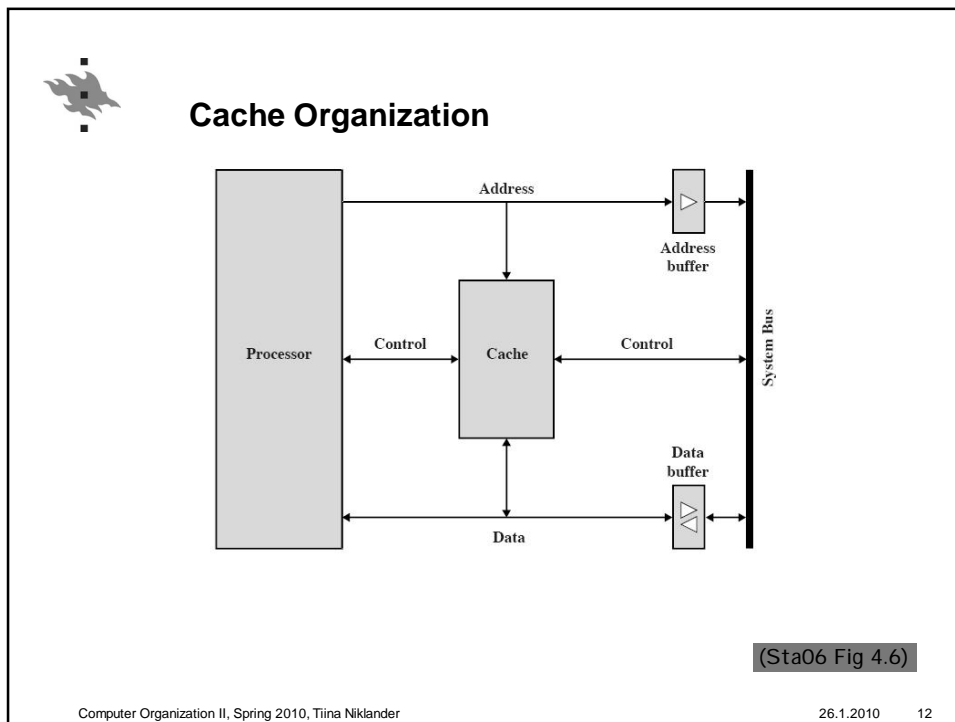 Cache Organization
Address
Address
buffer
Processor
Control
Cache
Control
System Bus
Data
buffer
Data
(Sta06 Fig 4.6)
Computer Organization II, Spring 2010, Tiina Niklander
26.1.2010
12